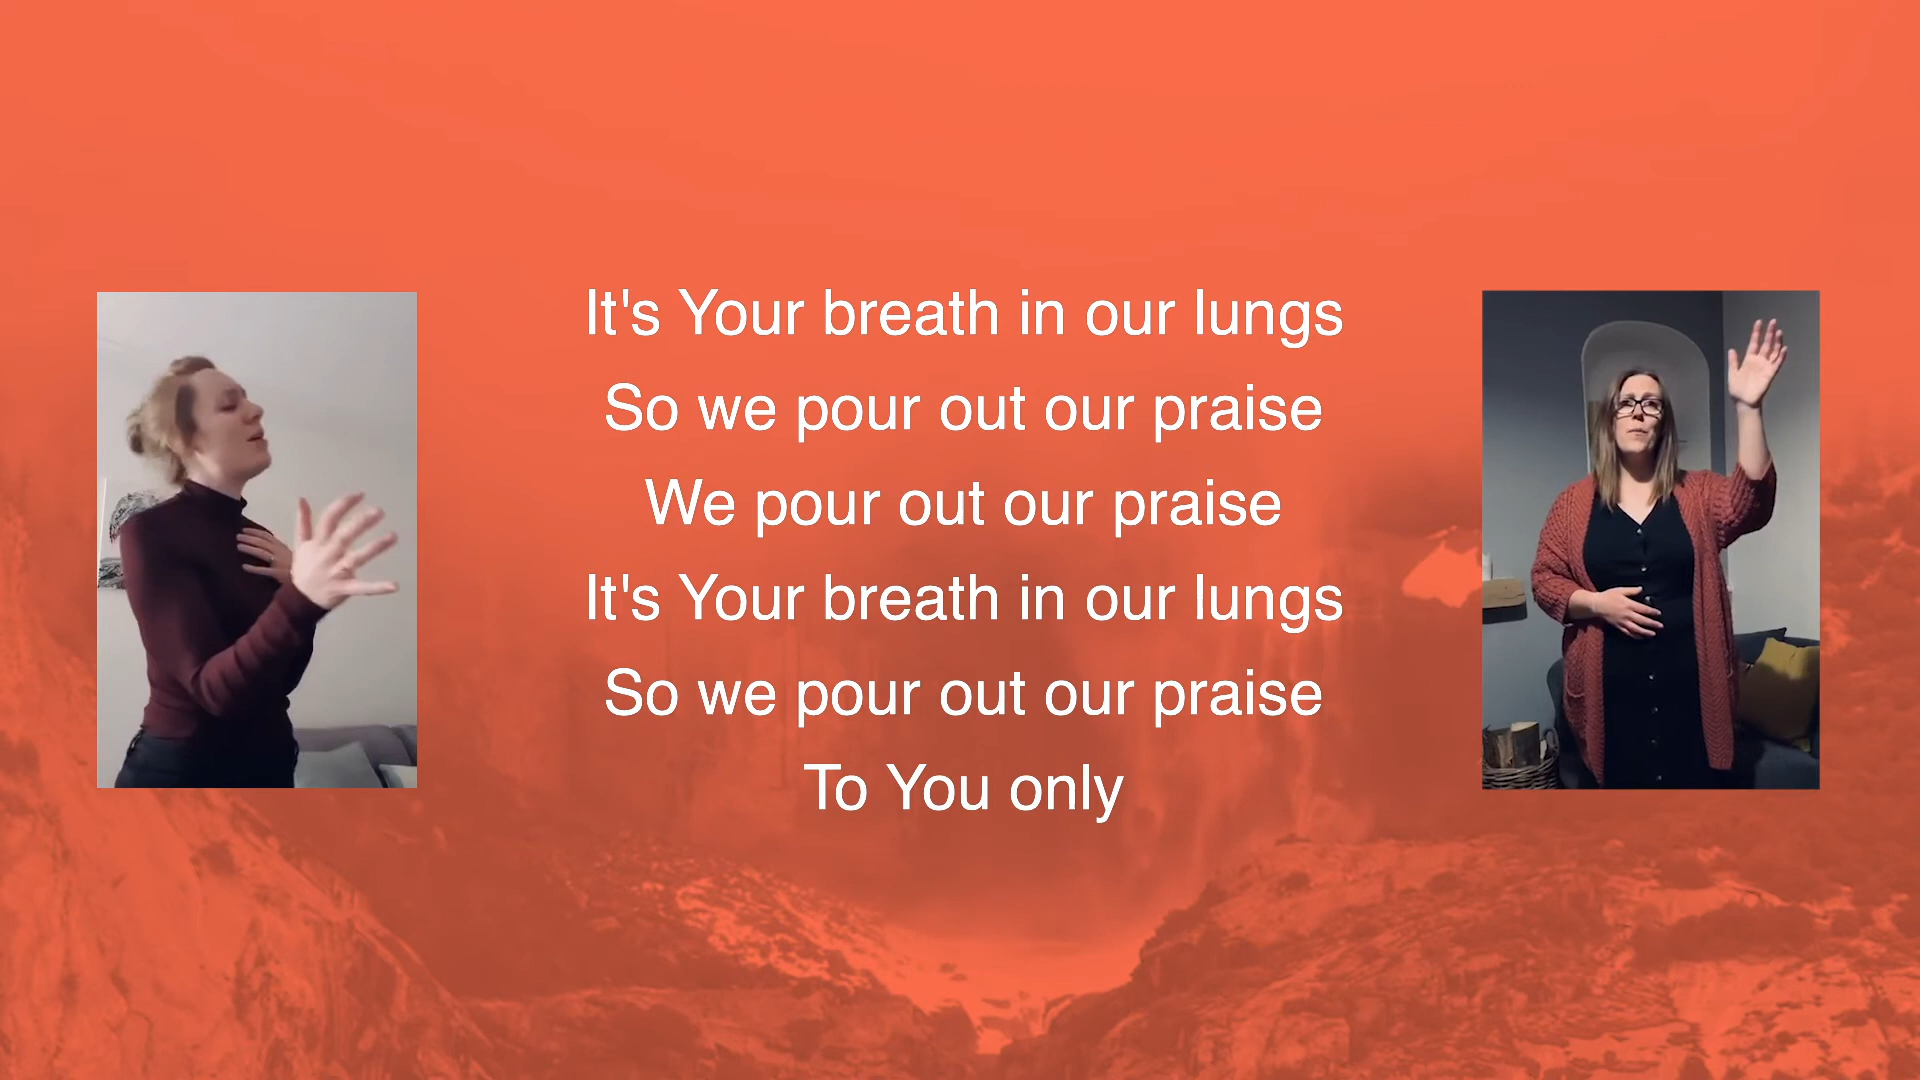 It's Your breath in our lungs
So we pour out our praise
We pour out our praise
It's Your breath in our lungs
So we pour out our praise
To You only